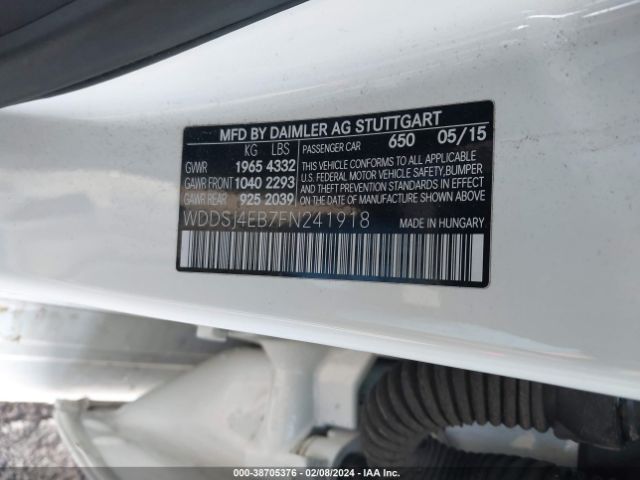 MFD BY DAIMLER AG STUTTGART
KG LBS PASSENGER CAR 650 05/15
GVWR 1965 4332 THIS VEHICLE CONFORMS TO ALL APPLICABLE
GAWR FRONT 1040 2293 U.S. FEDERAL MOTOR VEHICLE SAFETY,BUMPER
GAWR REAR 925 2039 AND THEFT PREVENTION STANDARDS IN EFFECT
ON THE DATE OF MANUFACTURE SHOWN ABOVE.
WDDSJ4EB7FN241918 MADE IN HUNGARY
000-38705376 | 02/08/2024 | IAA Inc.